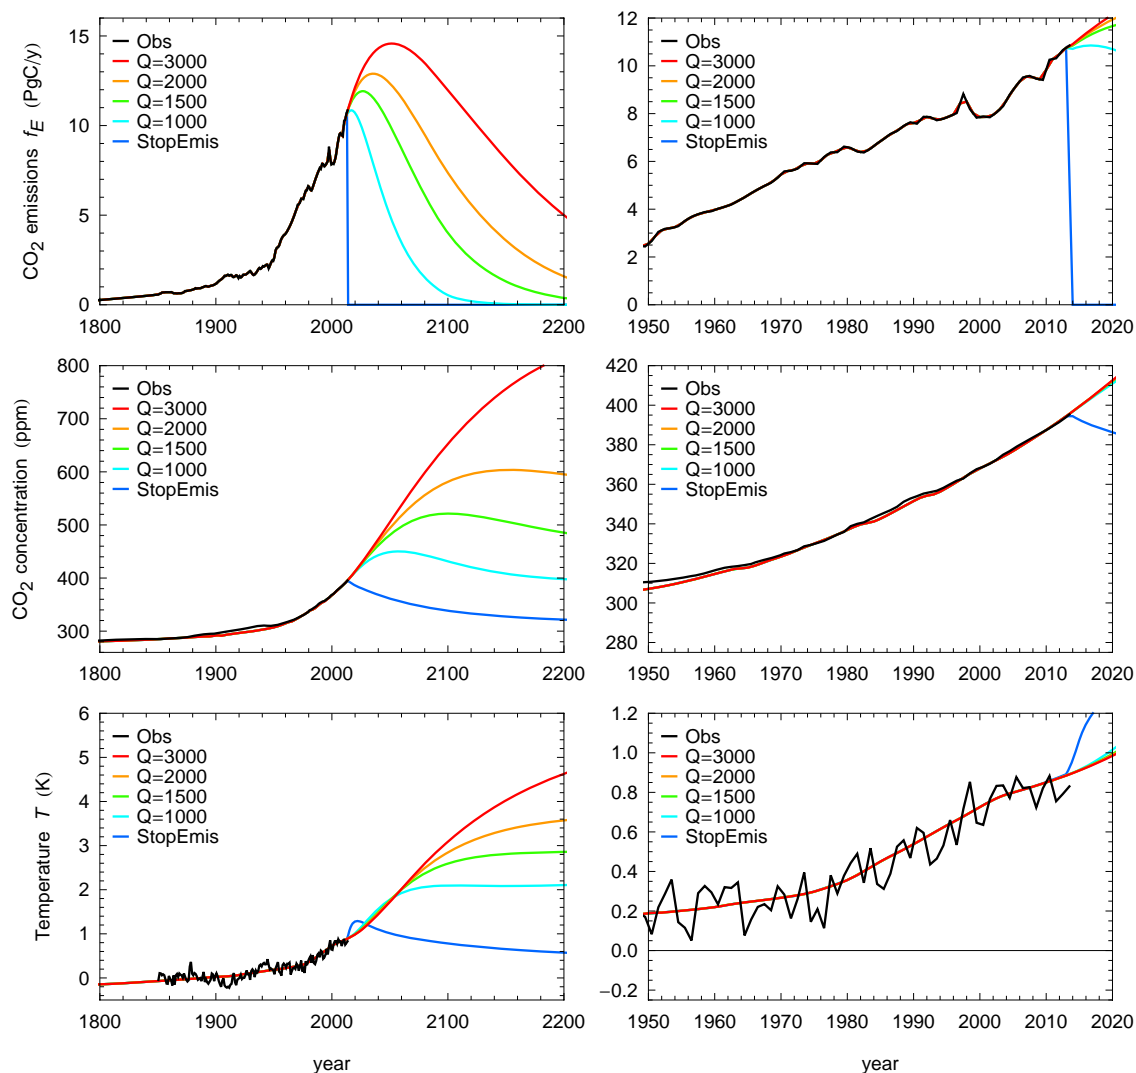 CO2 emissions fE (PgC/y)
15
10
5
0
Obs
Q=3000
Q=2000
Q=1500
Q=1000
StopEmis
1800 1900 2000 2100 2200
12
10
8
6
4
2
0
Obs
Q=3000
Q=2000
Q=1500
Q=1000
StopEmis
1950 1960 1970 1980 1990 2000 2010 2020
CO2 concentration (ppm)
800
700
600
500
400
300
Obs
Q=3000
Q=2000
Q=1500
Q=1000
StopEmis
1800 1900 2000 2100 2200
420
400
380
360
340
320
300
280
Obs
Q=3000
Q=2000
Q=1500
Q=1000
StopEmis
1950 1960 1970 1980 1990 2000 2010 2020
Temperature T (K)
6
5
4
3
2
1
0
Obs
Q=3000
Q=2000
Q=1500
Q=1000
StopEmis
1800 1900 2000 2100 2200
year
1.2
1.0
0.8
0.6
0.4
0.2
0.0
−0.2
Obs
Q=3000
Q=2000
Q=1500
Q=1000
StopEmis
1950 1960 1970 1980 1990 2000 2010 2020
year